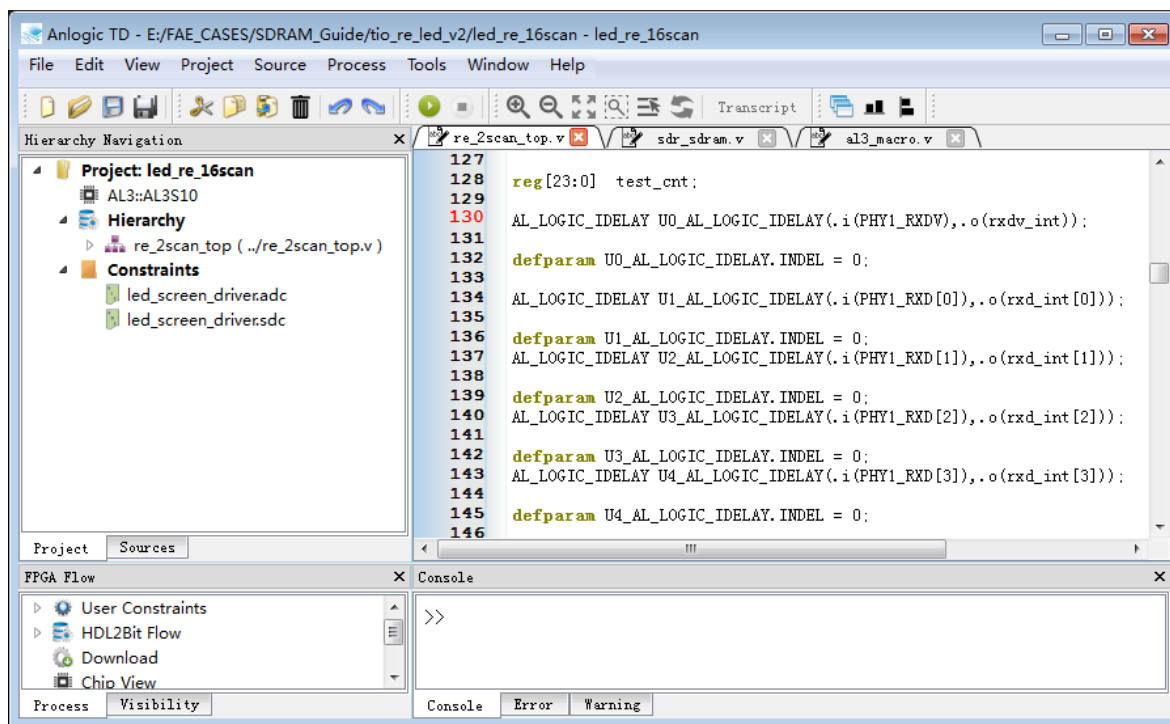 Anlogic TD - E:/FAE_CASES/SDRAM_Guide/tio_re_led_v2/led_re_16scan - led_re_16scan
File Edit View Project Source Process Tools Window Help
Transcript
Hierarchy Navigation
Project: led_re_16scan
AL3::AL3S10
Hierarchy
re_2scan_top ( ../re_2scan_top.v )
Constraints
led_screen_driver.adc
led_screen_driver.sdc
Project Sources
re_2scan_top.v sdr_sdram.v al3_macro.v
127
128 reg[23:0] test_cnt;
129
130 AL_LOGIC_IDELAY U0_AL_LOGIC_IDELAY(.i(PHY1_RXDV),.o(rxdv_int));
131
132 defparam U0_AL_LOGIC_IDELAY.INDEL = 0;
133
134 AL_LOGIC_IDELAY U1_AL_LOGIC_IDELAY(.i(PHY1_RXD[0]),.o(rxd_int[0]));
135
136 defparam U1_AL_LOGIC_IDELAY.INDEL = 0;
137 AL_LOGIC_IDELAY U2_AL_LOGIC_IDELAY(.i(PHY1_RXD[1]),.o(rxd_int[1]));
138
139 defparam U2_AL_LOGIC_IDELAY.INDEL = 0;
140 AL_LOGIC_IDELAY U3_AL_LOGIC_IDELAY(.i(PHY1_RXD[2]),.o(rxd_int[2]));
141
142 defparam U3_AL_LOGIC_IDELAY.INDEL = 0;
143 AL_LOGIC_IDELAY U4_AL_LOGIC_IDELAY(.i(PHY1_RXD[3]),.o(rxd_int[3]));
144
145 defparam U4_AL_LOGIC_IDELAY.INDEL = 0;
146
FPGA Flow
User Constraints
HDL2Bit Flow
Download
Chip View
Process Visibility
Console
>>
Console Error Warning